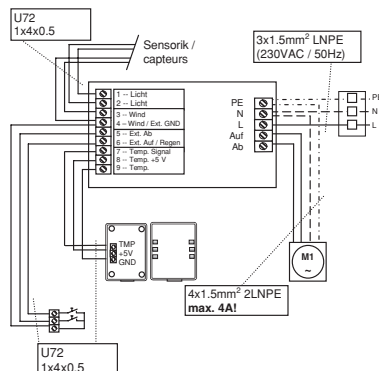 U72
1x4x0.5
Sensorik /
capteurs
3x1.5mm² LNPE
(230VAC / 50Hz)
1 -- Licht
2 -- Licht
3 -- Wind
4 -- Wind / Ext. GND
5 -- Ext. Ab
6 -- Ext. Auf / Regen
7 -- Temp. Signal
8 -- Temp. +5 V
9 -- Temp.
PE
N
L
Auf
Ab
PE
N
L
TMP
+5V
GND
M1
~
4x1.5mm² 2LNPE
max. 4A!
U72
1x4x0.5